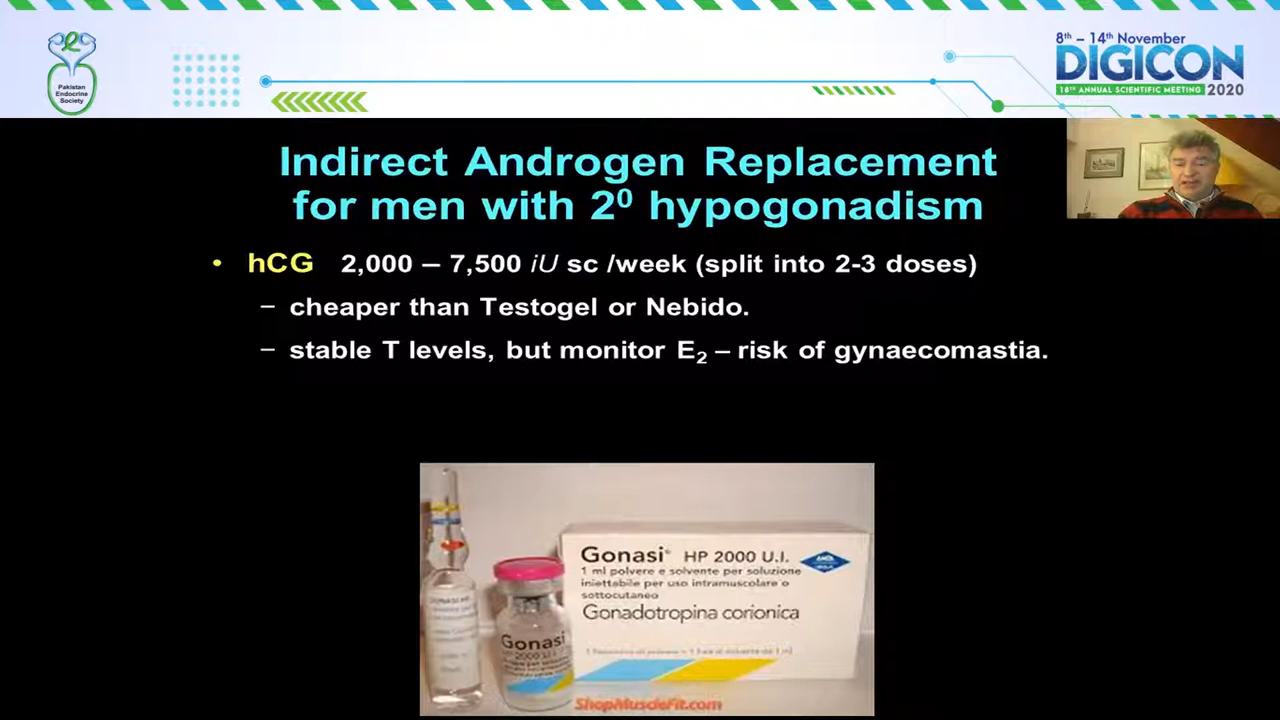 Pakistan
Endocrine
Society
8th – 14th November
DIGICON
18TH ANNUAL SCIENTIFIC MEETING 2020
Indirect Androgen Replacement
for men with 2⁰ hypogonadism
• hCG 2,000 – 7,500 iU sc /week (split into 2-3 doses)
– cheaper than Testogel or Nebido.
– stable T levels, but monitor E₂ – risk of gynaecomastia.
Gonasi® HP 2000 U.I.
1 ml polvere e solvente per soluzione
iniettabile per uso intramuscolare o
sottocutaneo
Gonadotropina corionica
Gonasi
HP 2000 U.I.
ShopMuscleFit.com